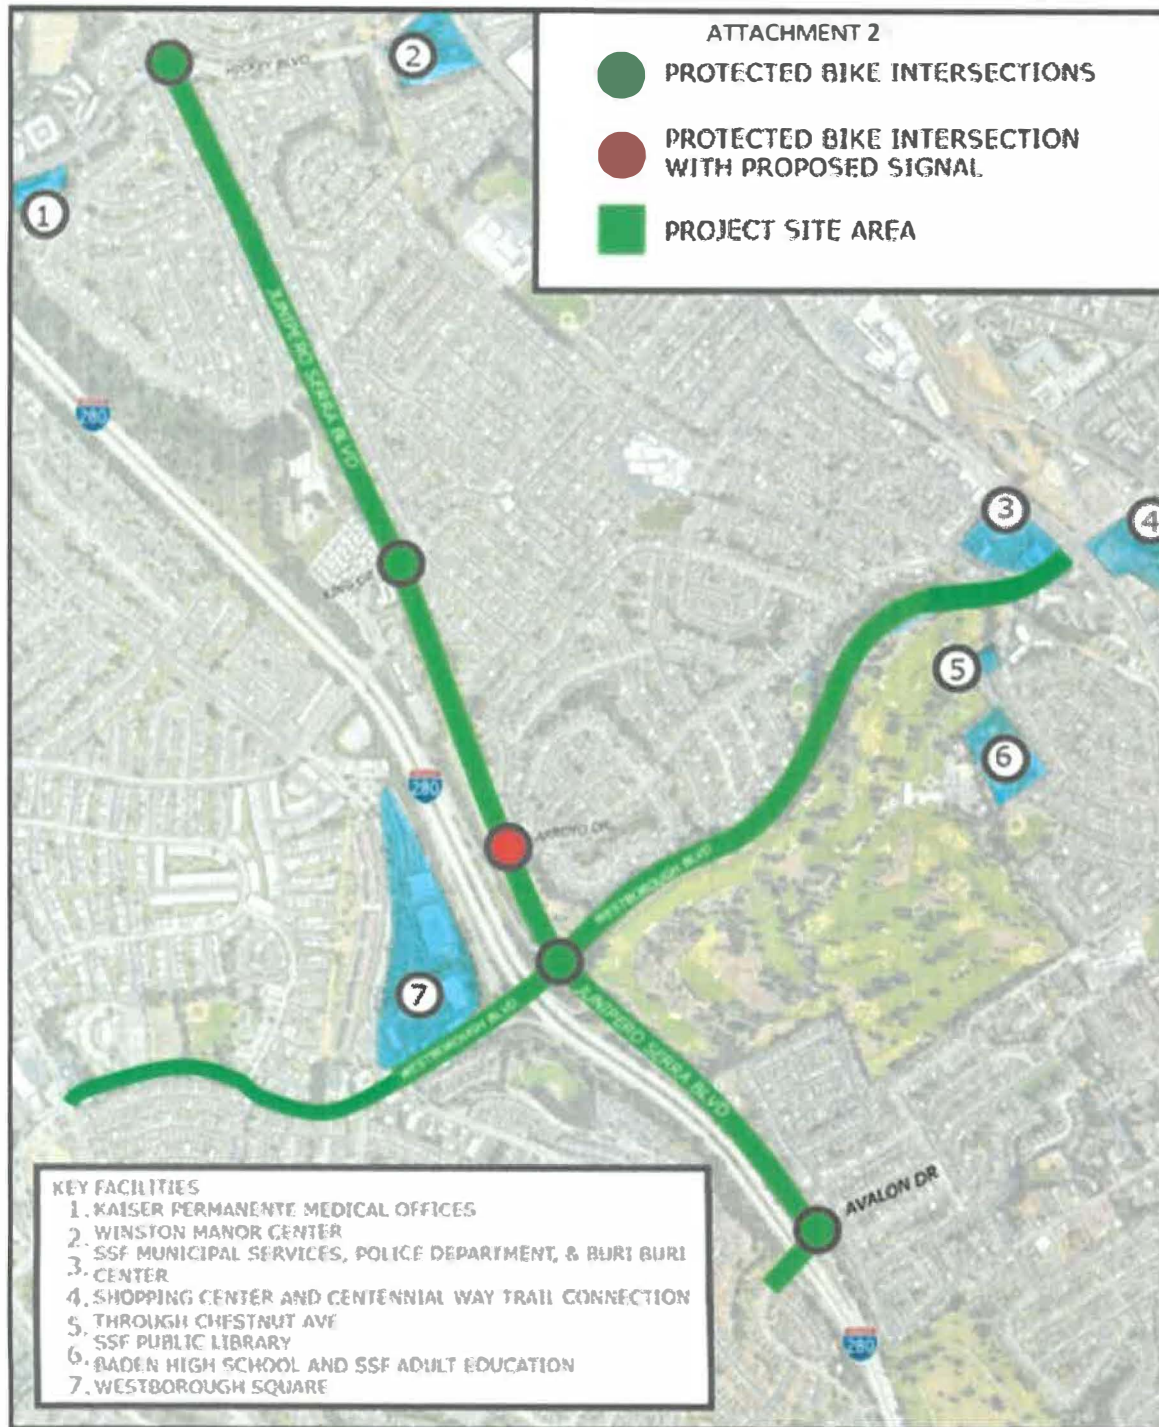 ATTACHMENT 2
PROTECTED BIKE INTERSECTIONS
PROTECTED BIKE INTERSECTION
WITH PROPOSED SIGNAL
PROJECT SITE AREA
HICKEY BLVD
2
1
JUNIPERO SERRA BLVD
280
3
4
KING DR
5
6
280
ARROYO DR
WESTBOROUGH BLVD
7
WESTBOROUGH BLVD
JUNIPERO SERRA BLVD
AVALON DR
280
KEY FACILITIES
1. KAISER PERMANENTE MEDICAL OFFICES
2. WINSTON MANOR CENTER
3. SSF MUNICIPAL SERVICES, POLICE DEPARTMENT, & BURI BURI
CENTER
4. SHOPPING CENTER AND CENTENNIAL WAY TRAIL CONNECTION
5. THROUGH CHESTNUT AVE
SSF PUBLIC LIBRARY
6. BADEN HIGH SCHOOL AND SSF ADULT EDUCATION
7. WESTBOROUGH SQUARE